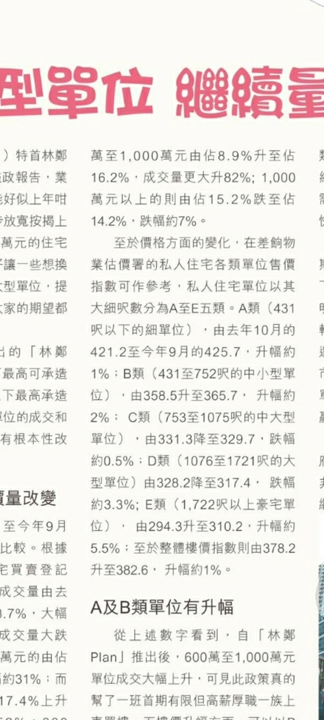 型單位 繼續量
）特首林鄭
施政報告，業
能好似上年咁
步放寬按揭上
萬元的住宅
好讓一些想換
大型單位，提
大家的期望都
出的「林鄭
最高可承造
下最高承造
單位的成交和
有根本性改
價量改變
至今年9月
比較。根據
宅買賣登記
成交量由去
8.7%，大幅
成交量大跌
萬元的由佔
約31%；而
17.4%上升
萬至1,000萬元由佔8.9%升至佔
16.2%，成交量更大升82%；1,000
萬元以上的則由佔15.2%跌至佔
14.2%，跌幅約7%。
至於價格方面的變化，在差餉物
業估價署的私人住宅各類單位售價
指數可作參考，私人住宅單位以其
大細呎數分為A至E五類。A類（431
呎以下的細單位），由去年10月的
421.2至今年9月的425.7，升幅約
1%；B類（431至752呎的中小型單
位），由358.5升至365.7，升幅約
2%；C類（753至1075呎的中大型
單位），由331.3降至329.7，跌幅
約0.5%；D類（1076至1721呎的大
型單位）由328.2降至317.4，跌幅
約3.3%; E類（1,722呎以上豪宅單
位），由294.3升至310.2，升幅約
5.5%；至於整體樓價指數則由378.2
升至382.6，升幅約1%。
A及B類單位有升幅
從上述數字看到，自「林鄭
Plan」推出後，600萬至1,000萬元
單位成交大幅上升，可見此政策真的
幫了一班首期有限但高薪厚職一族上